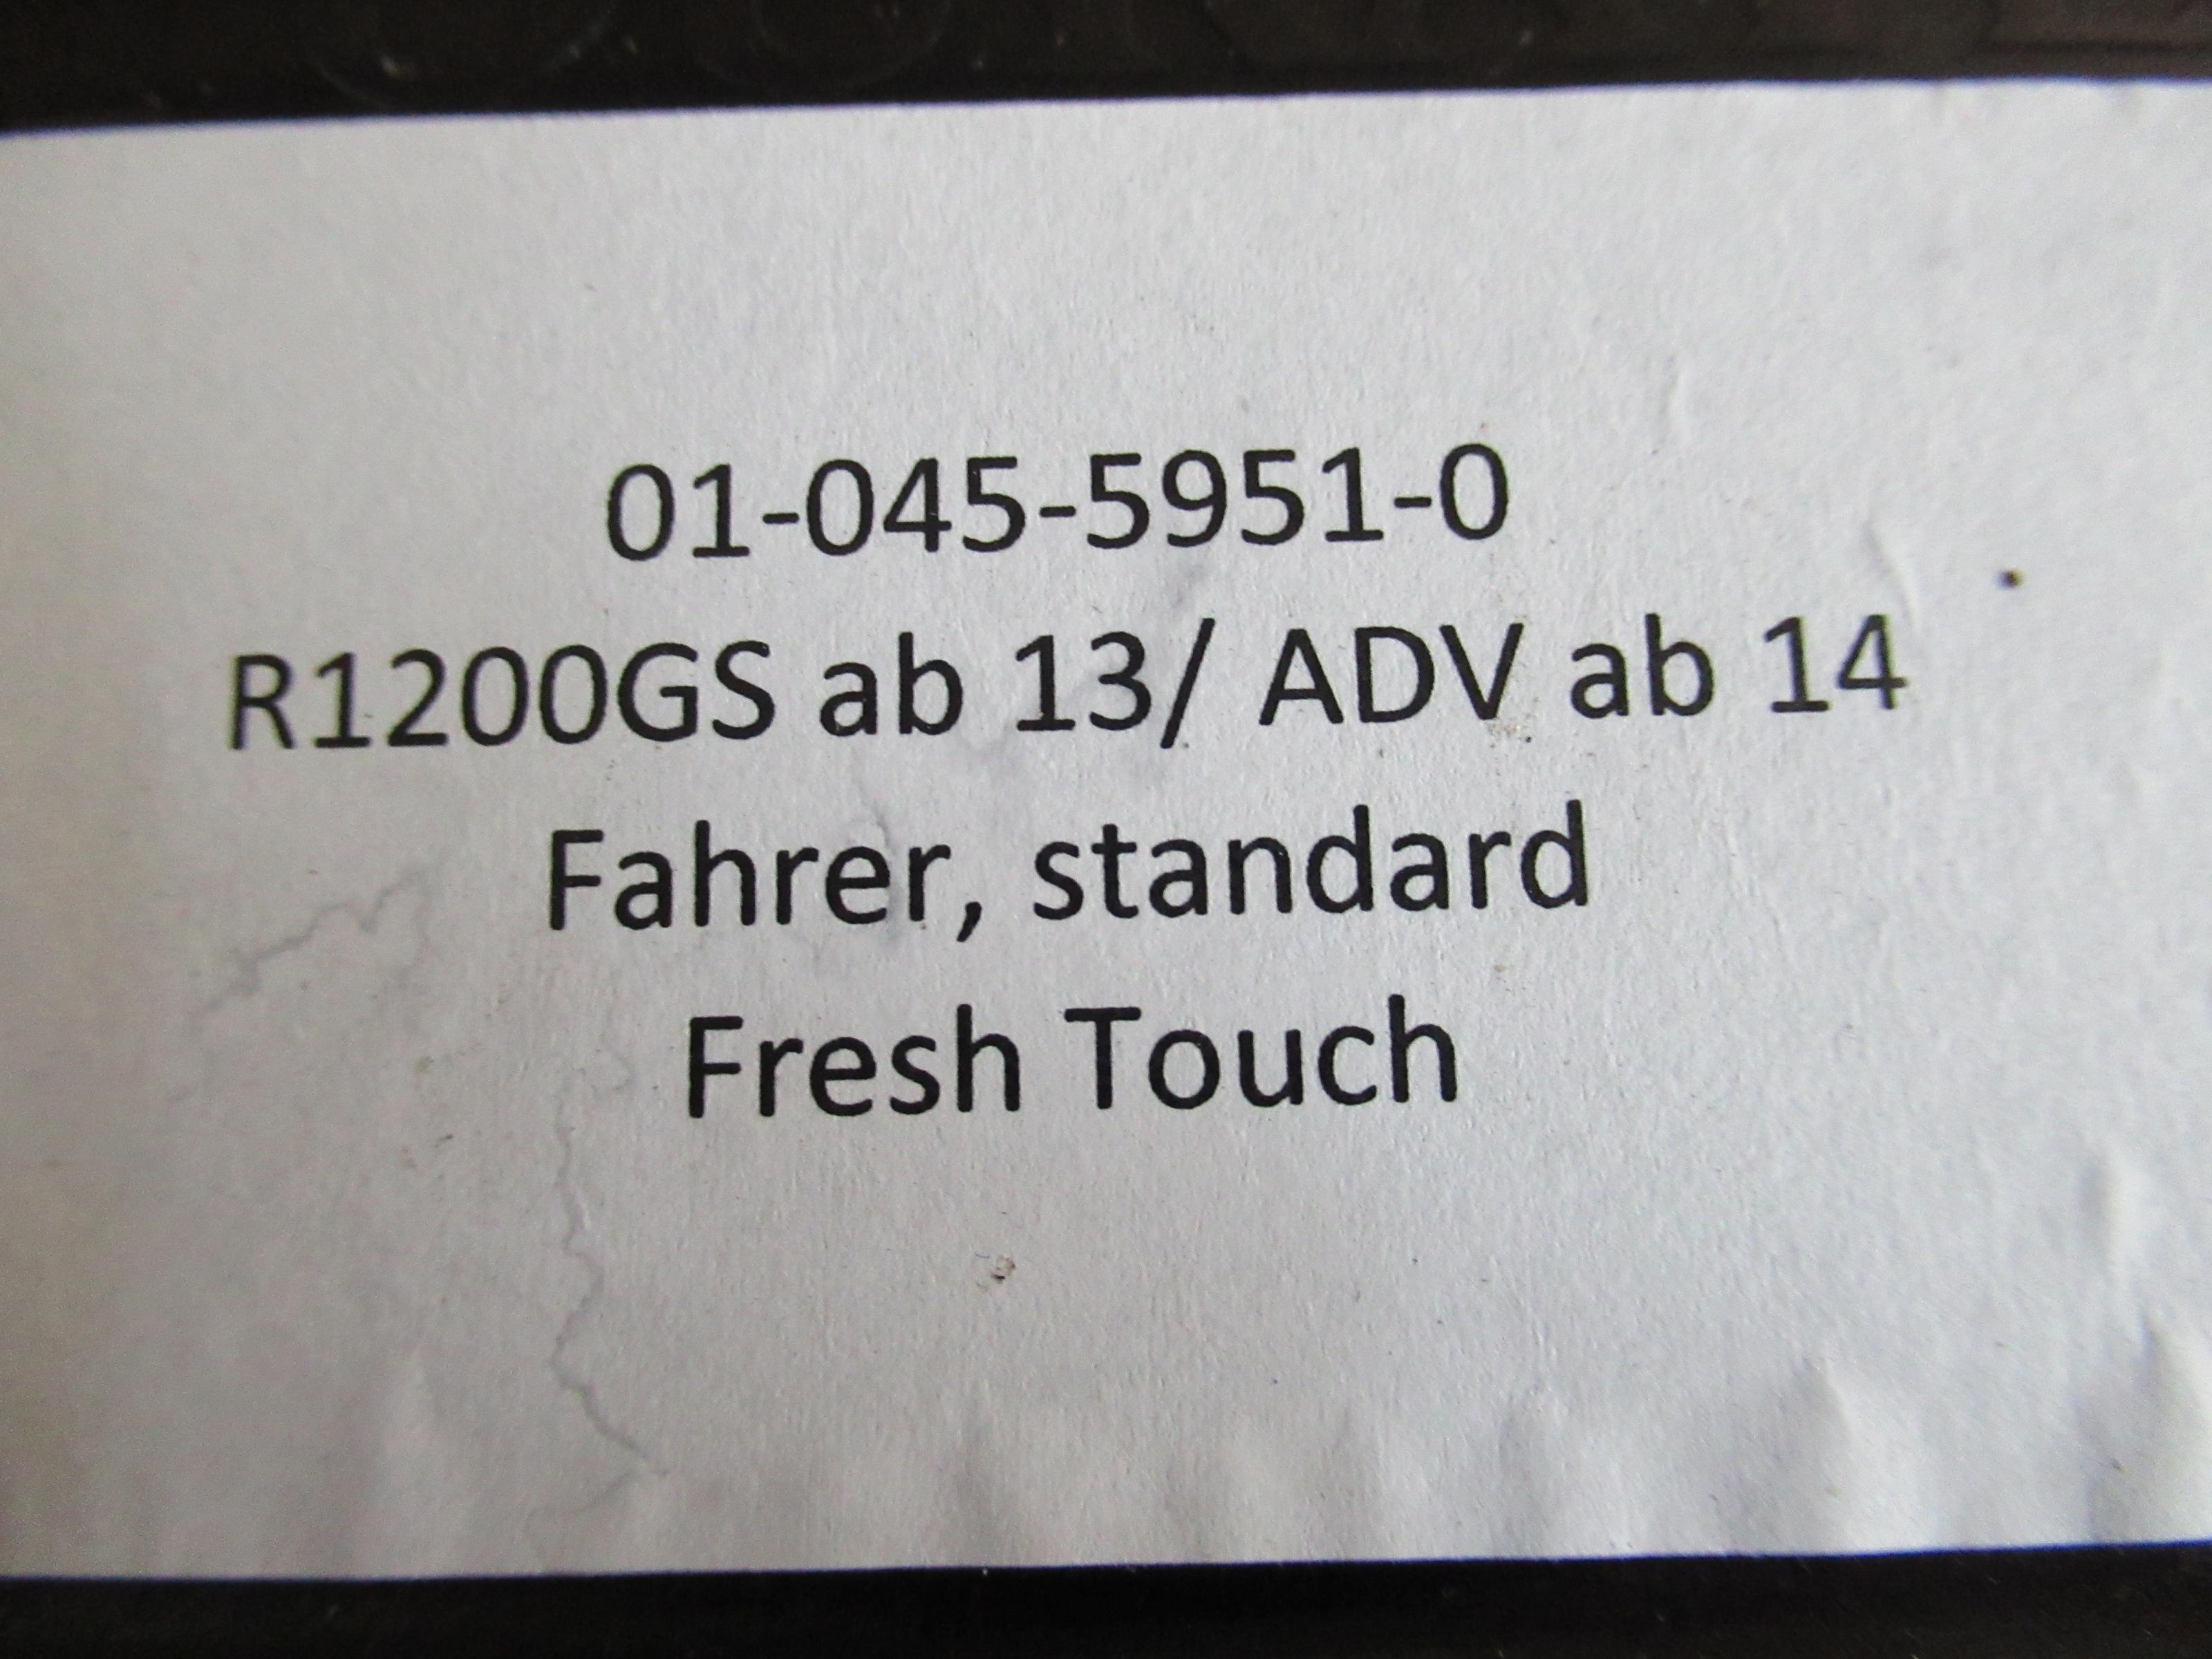 01-045-5951-0
R1200GS ab 13/ ADV ab 14
Fahrer, standard
Fresh Touch